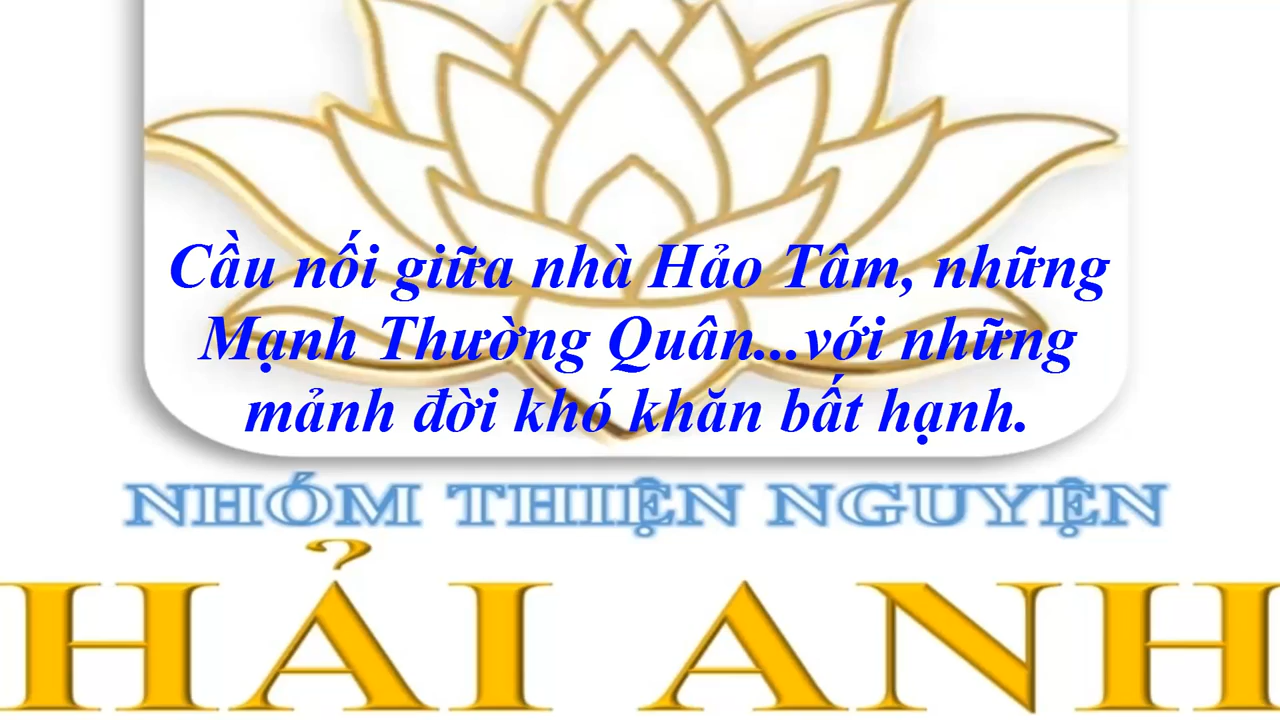 Cầu nối giữa nhà Hảo Tâm, những
Mạnh Thường Quân...với những
mảnh đời khó khăn bất hạnh.
NHÓM THIỆN NGUYỆN
HẢI ANH